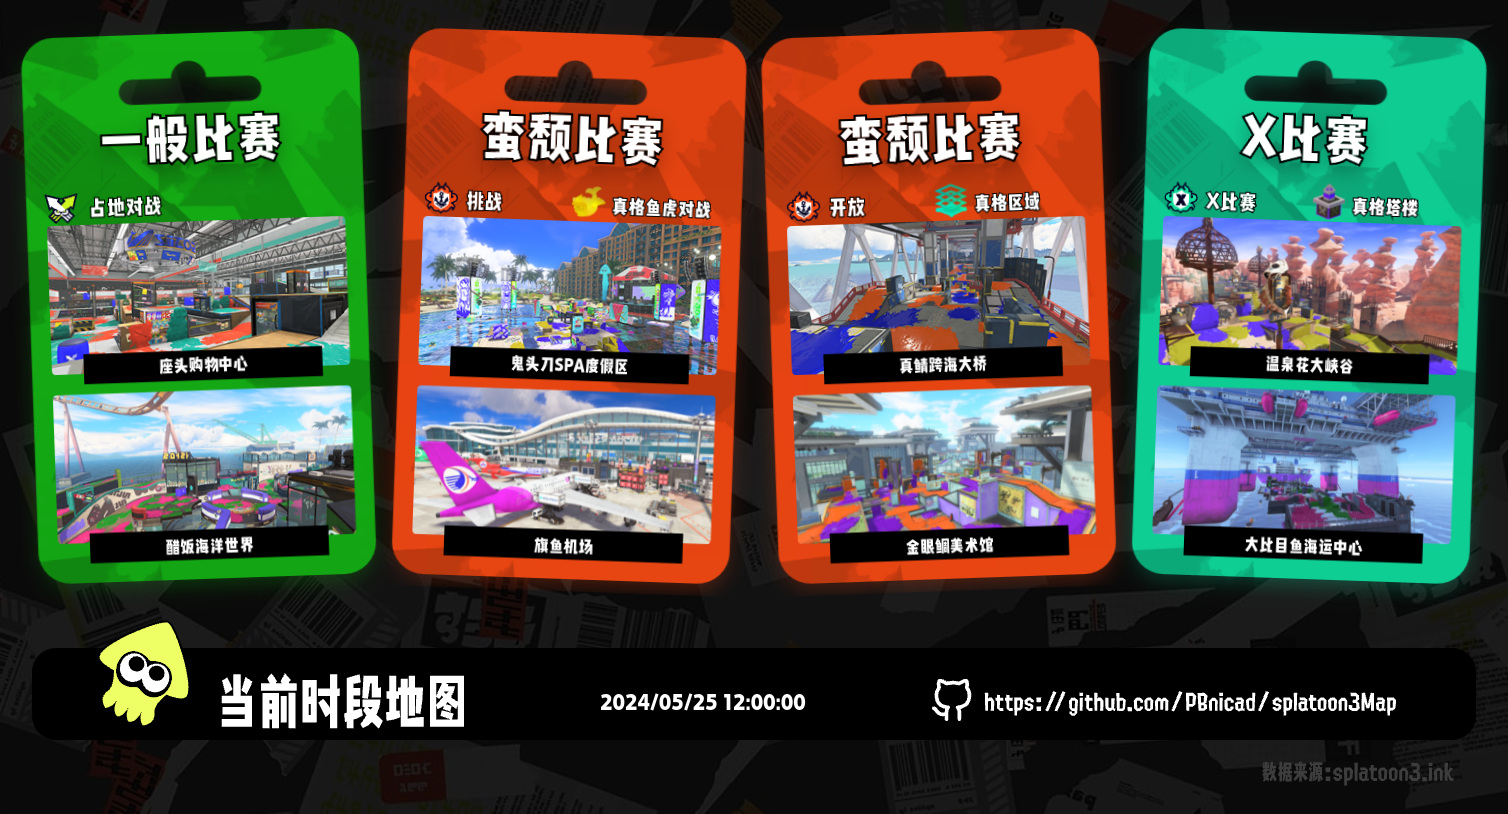 一般比赛
占地对战
座头购物中心
醋饭海洋世界
蛮颓比赛
挑战
真格鱼虎对战
鬼头刀SPA度假区
旗鱼机场
蛮颓比赛
开放
真格区域
真鲭跨海大桥
金眼鲷美术馆
X比赛
X比赛
真格塔楼
温泉花大峡谷
大比目鱼海运中心
当前时段地图
2024/05/25 12:00:00
https://github.com/PBnicad/splatoon3Map
数据来源:splatoon3.ink